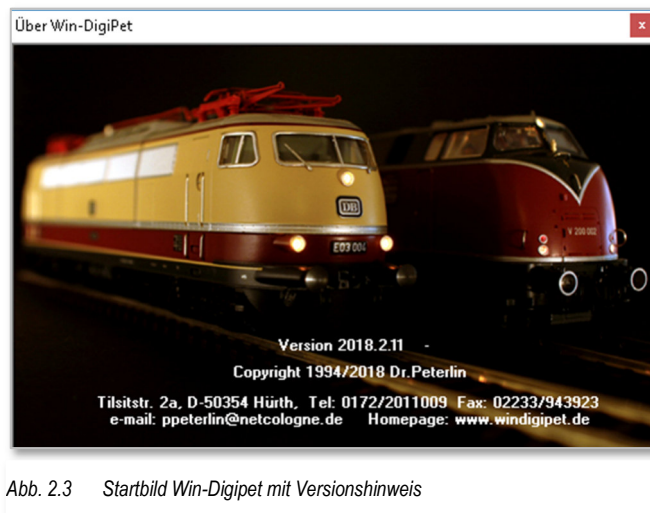 Über Win-DigiPet
x
DB
E03 004
V 200 002
Version 2018.2.11 -
Copyright 1994/2018 Dr.Peterlin
Tilsitstr. 2a, D-50354 Hürth, Tel: 0172/2011009 Fax: 02233/943923
e-mail: ppeterlin@netcologne.de Homepage: www.windigipet.de
Abb. 2.3 Startbild Win-Digipet mit Versionshinweis